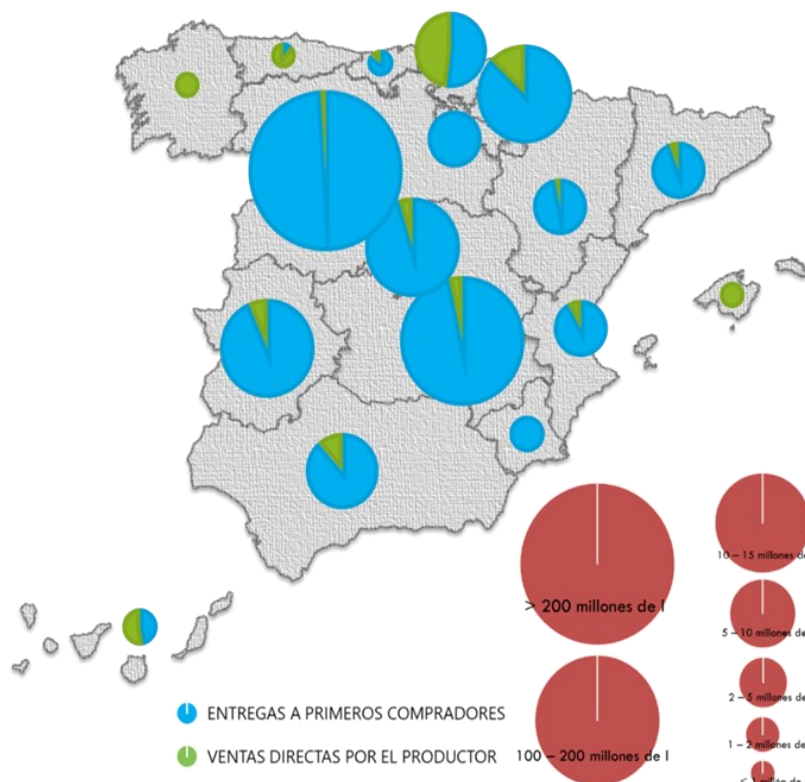 > 200 millones de l
10 – 15 millones de
5 – 10 millones de
2 – 5 millones de
1 – 2 millones de
ENTREGAS A PRIMEROS COMPRADORES
VENTAS DIRECTAS POR EL PRODUCTOR
100 – 200 millones de l